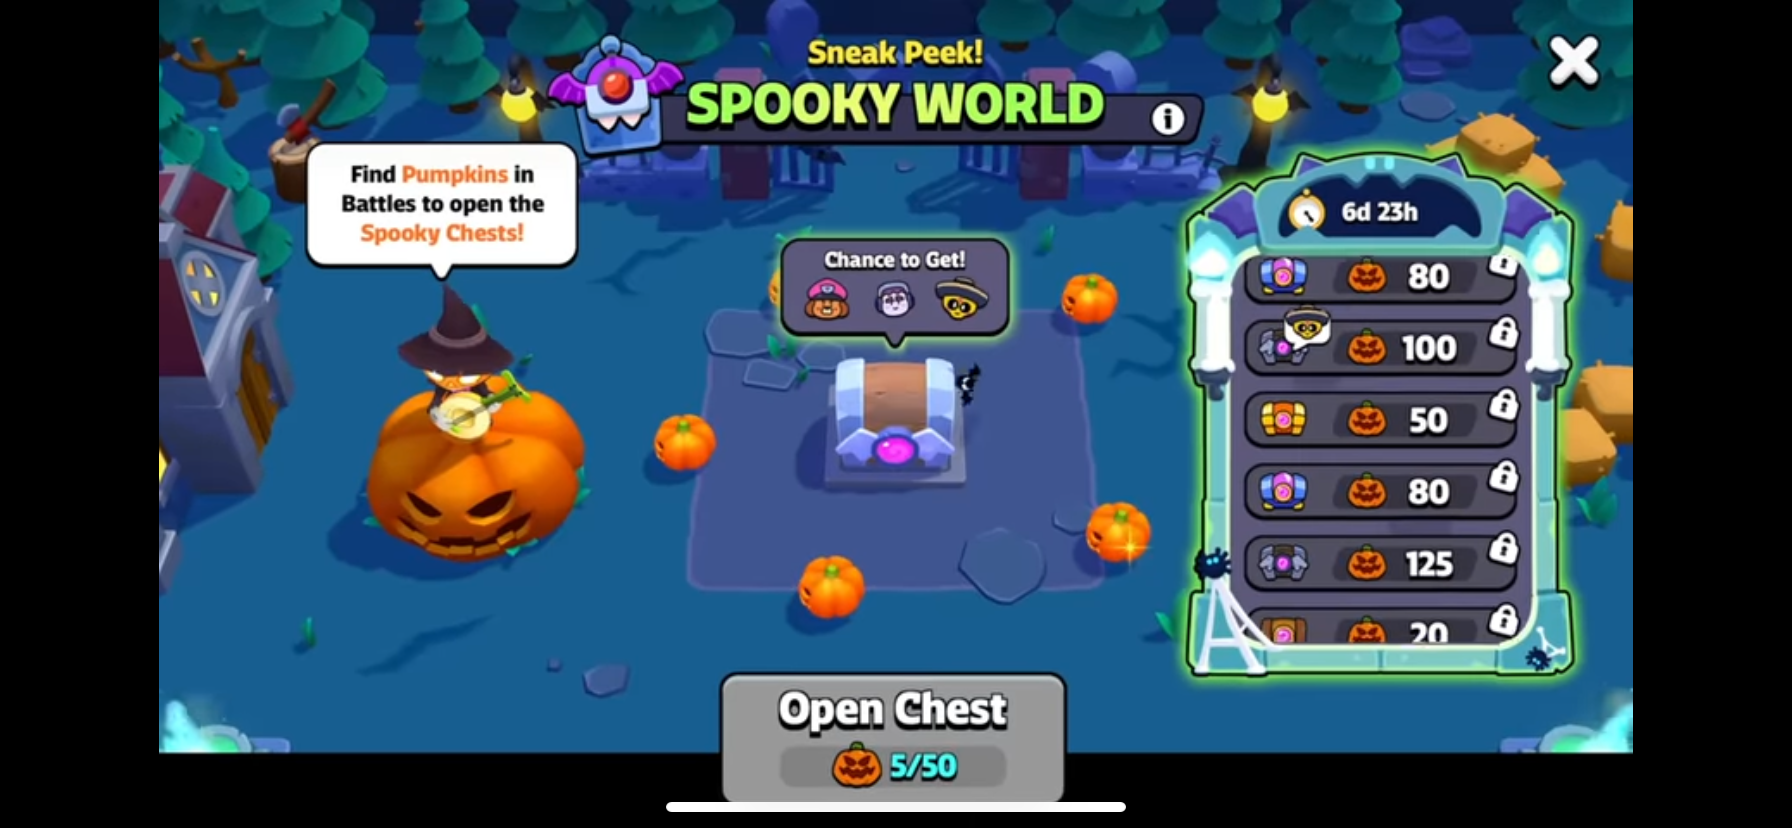 Sneak Peek!
SPOOKY WORLD
i
Find Pumpkins in
Battles to open the
Spooky Chests!
Chance to Get!
6d 23h
80
100
50
80
125
20
Open Chest
5/50